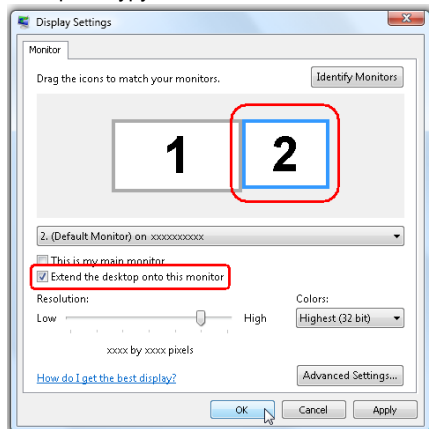 Display Settings
Monitor
Drag the icons to match your monitors.
Identify Monitors
1
2
2. (Default Monitor) on xxxxxxxxxx
This is my main monitor
Extend the desktop onto this monitor
Resolution:
Colors:
Low
High
Highest (32 bit)
xxxx by xxxx pixels
How do I get the best display?
Advanced Settings...
OK
Cancel
Apply